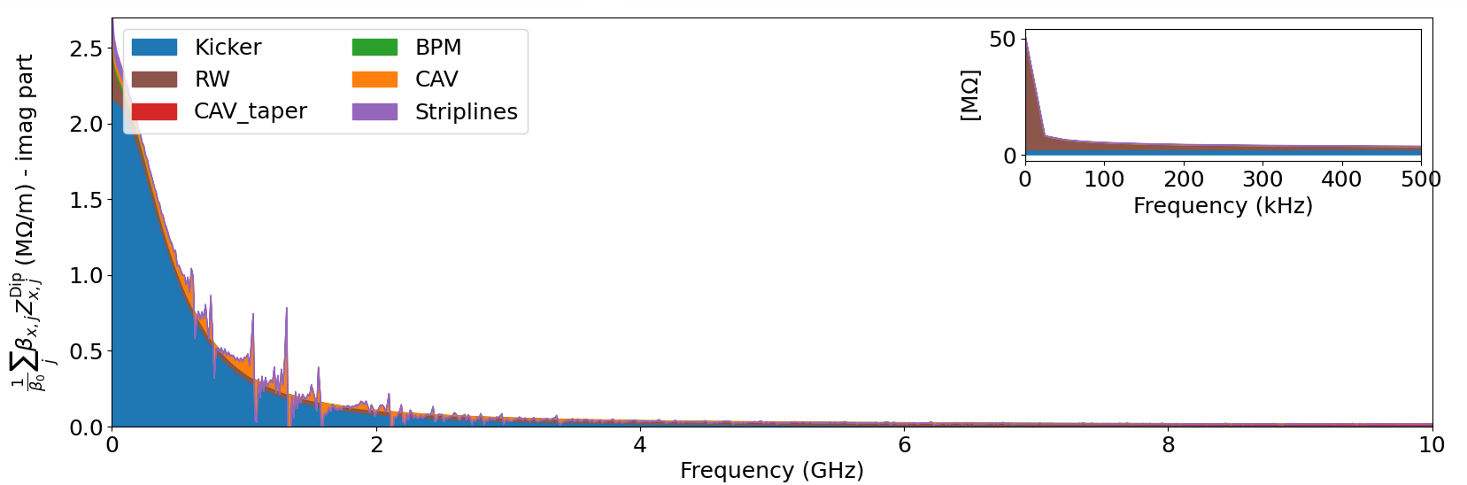 1/β₀ ∑ⱼ βₓ,ⱼ Zₓ,ⱼ^Dip (MΩ/m) - imag part
2.5
2.0
1.5
1.0
0.5
0.0
Kicker
RW
CAV_taper
BPM
CAV
Striplines
[MΩ]
50
0
0 100 200 300 400 500
Frequency (kHz)
0 2 4 6 8 10
Frequency (GHz)